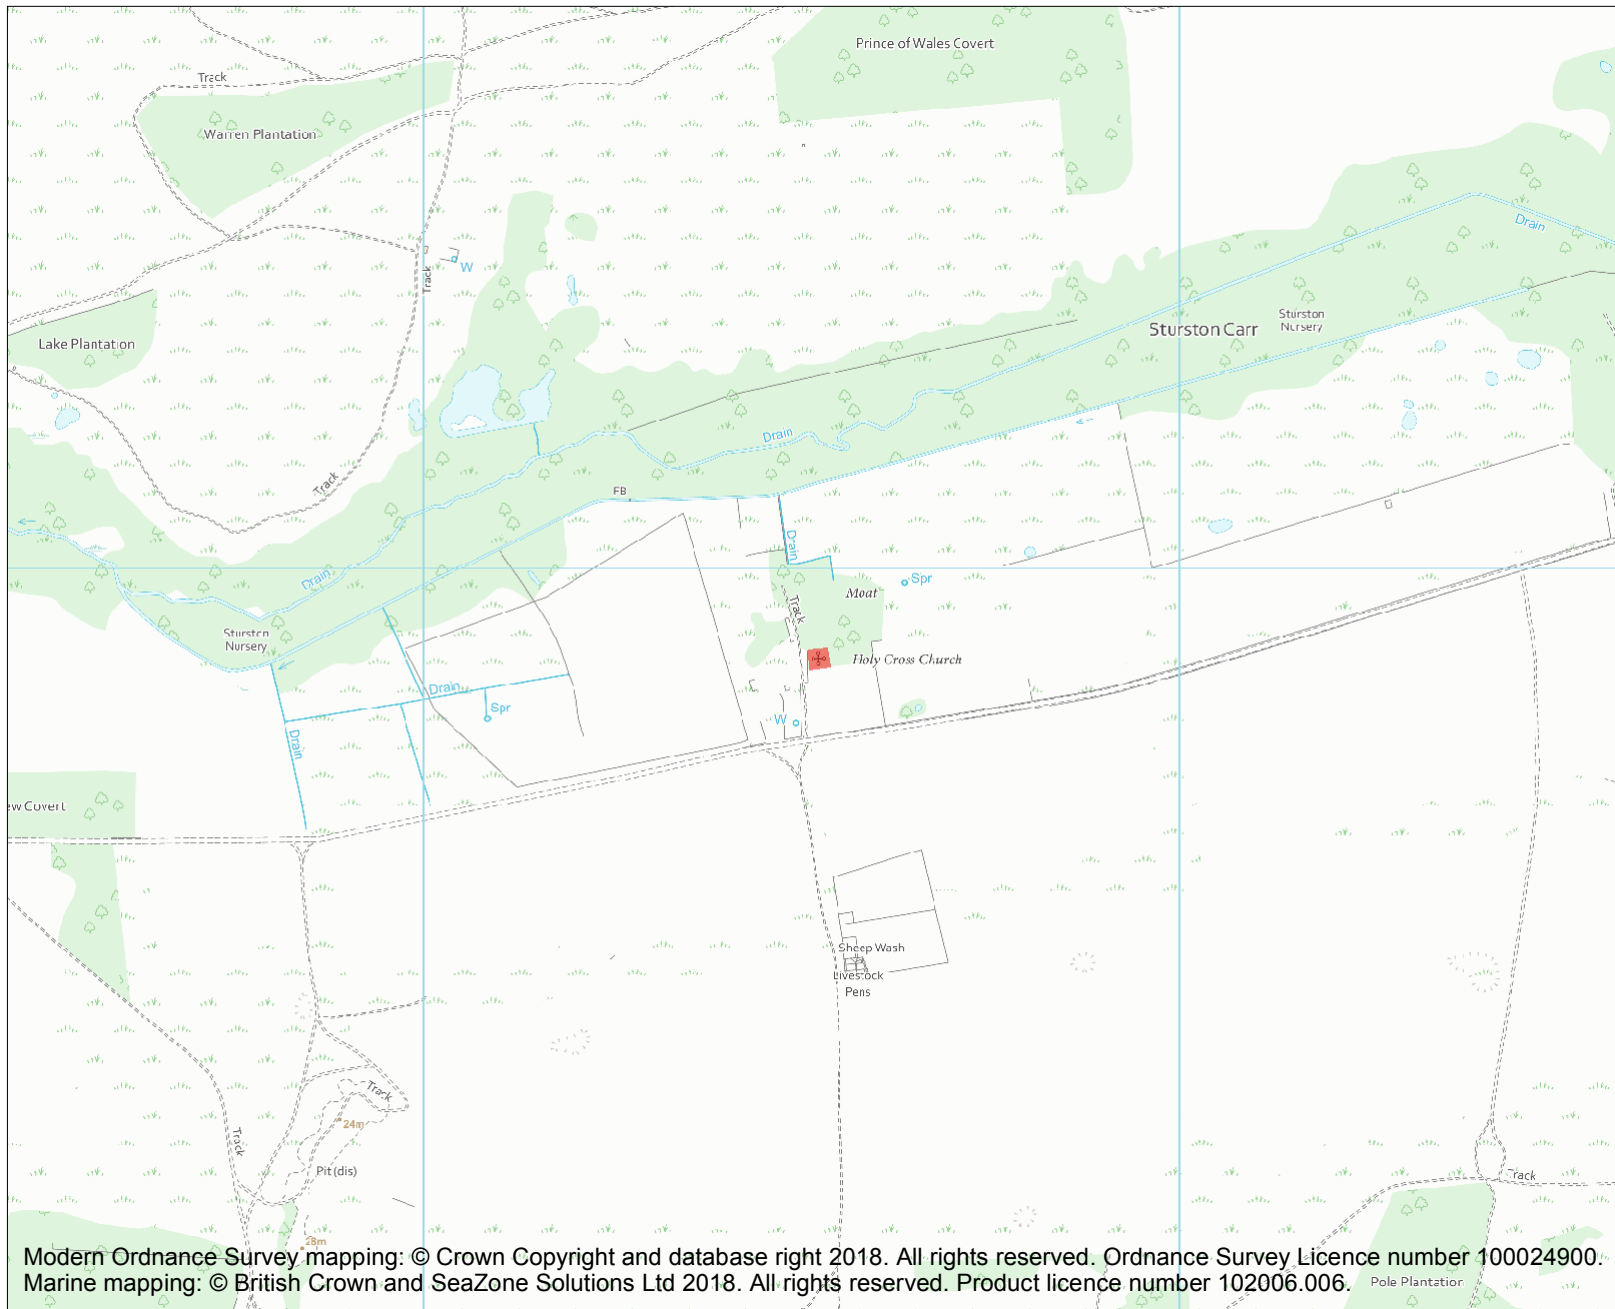 Prince of Wales Covert
Track
Warren Plantation
Drain
W
Track
Sturston Carr
Sturston
Nursery
Lake Plantation
Drain
Track
FB
Drain
Drain
Spr
Moat
Track
Sturston
Nursery
Holy Cross Church
Drain
Spr
W
Drain
ew Covert
Sheep Wash
Livestock
Pens
Track
24m
Track
Pit (dis)
Track
28m
Modern Ordnance Survey mapping: © Crown Copyright and database right 2018. All rights reserved. Ordnance Survey Licence number 100024900.
Marine mapping: © British Crown and SeaZone Solutions Ltd 2018. All rights reserved. Product licence number 102006.006.
Pole Plantation